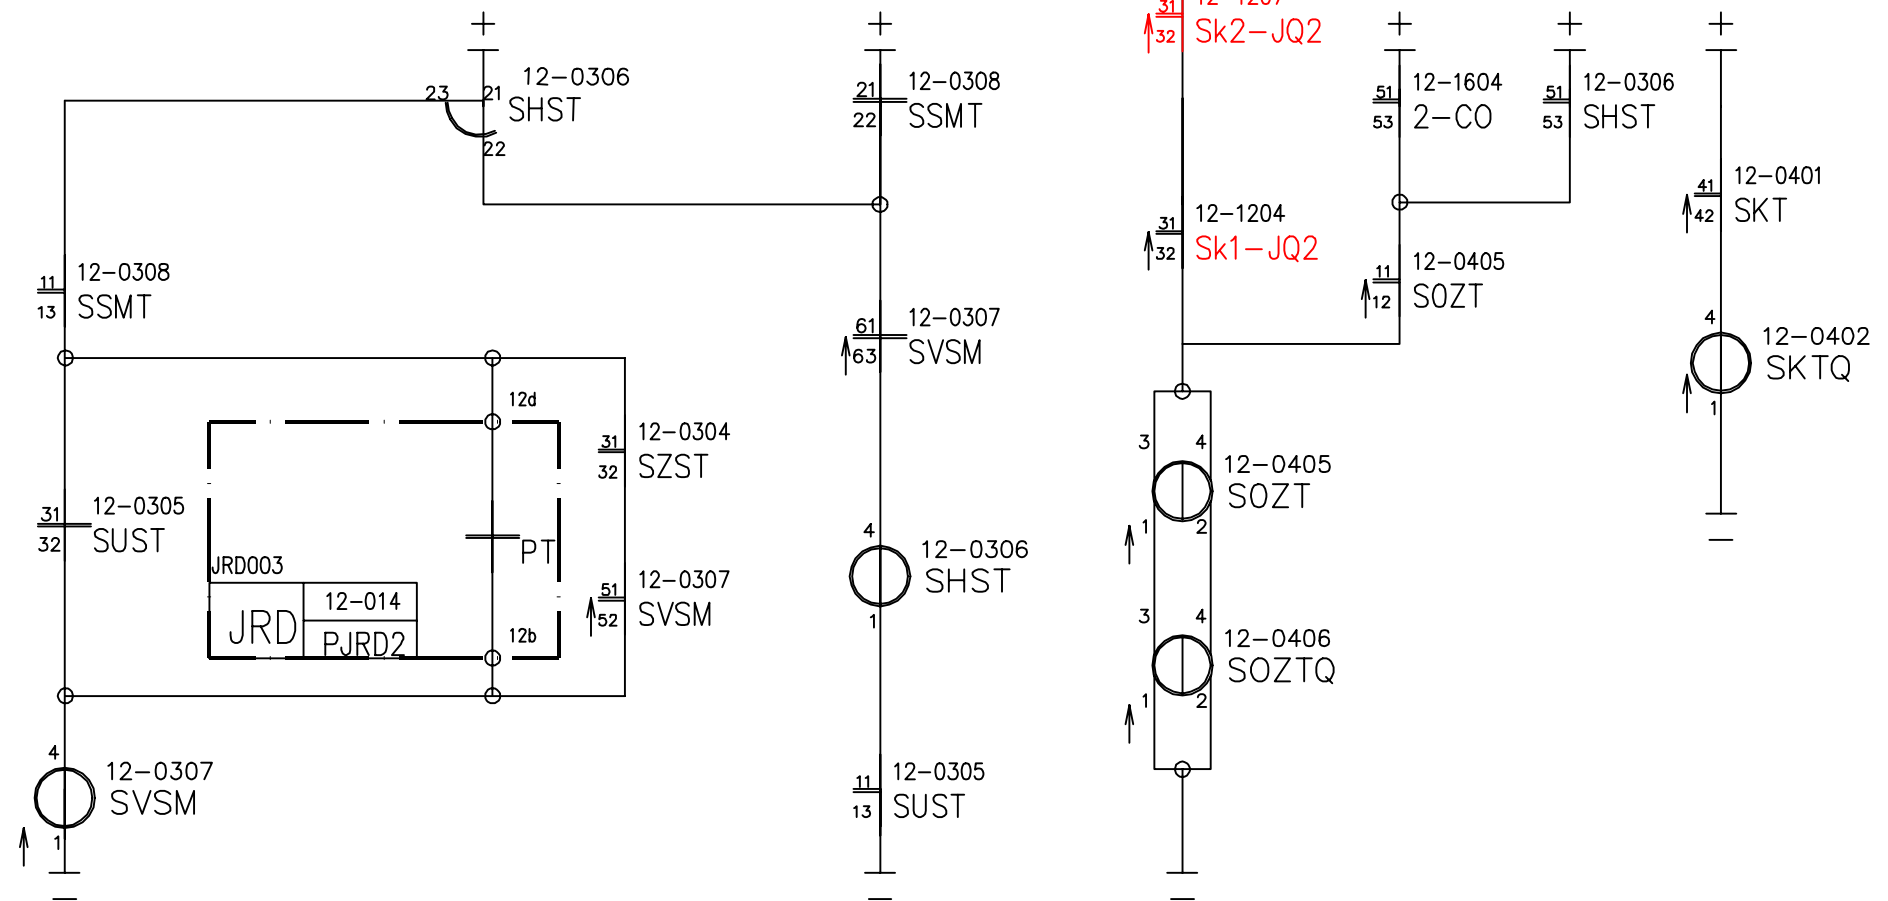 +
23
21
12-0306
SHST
22
11
13
12-0308
SSMT
12d
31
32
12-0304
SZST
31
32
12-0305
SUST
PT
JRD003
JRD
12-014
PJRD2
12b
51
52
12-0307
SVSM
4
12-0307
SVSM
1
+
21
22
12-0308
SSMT
61
63
12-0307
SVSM
4
12-0306
SHST
1
11
13
12-0305
SUST
31
32
Sk2-JQ2
31
32
12-1204
Sk1-JQ2
+
51
53
12-1604
2-CO
+
51
53
12-0306
SHST
11
12
12-0405
SOZT
3
4
12-0405
SOZT
1
2
3
4
12-0406
SOZTQ
1
2
+
41
42
12-0401
SKT
4
12-0402
SKTQ
1